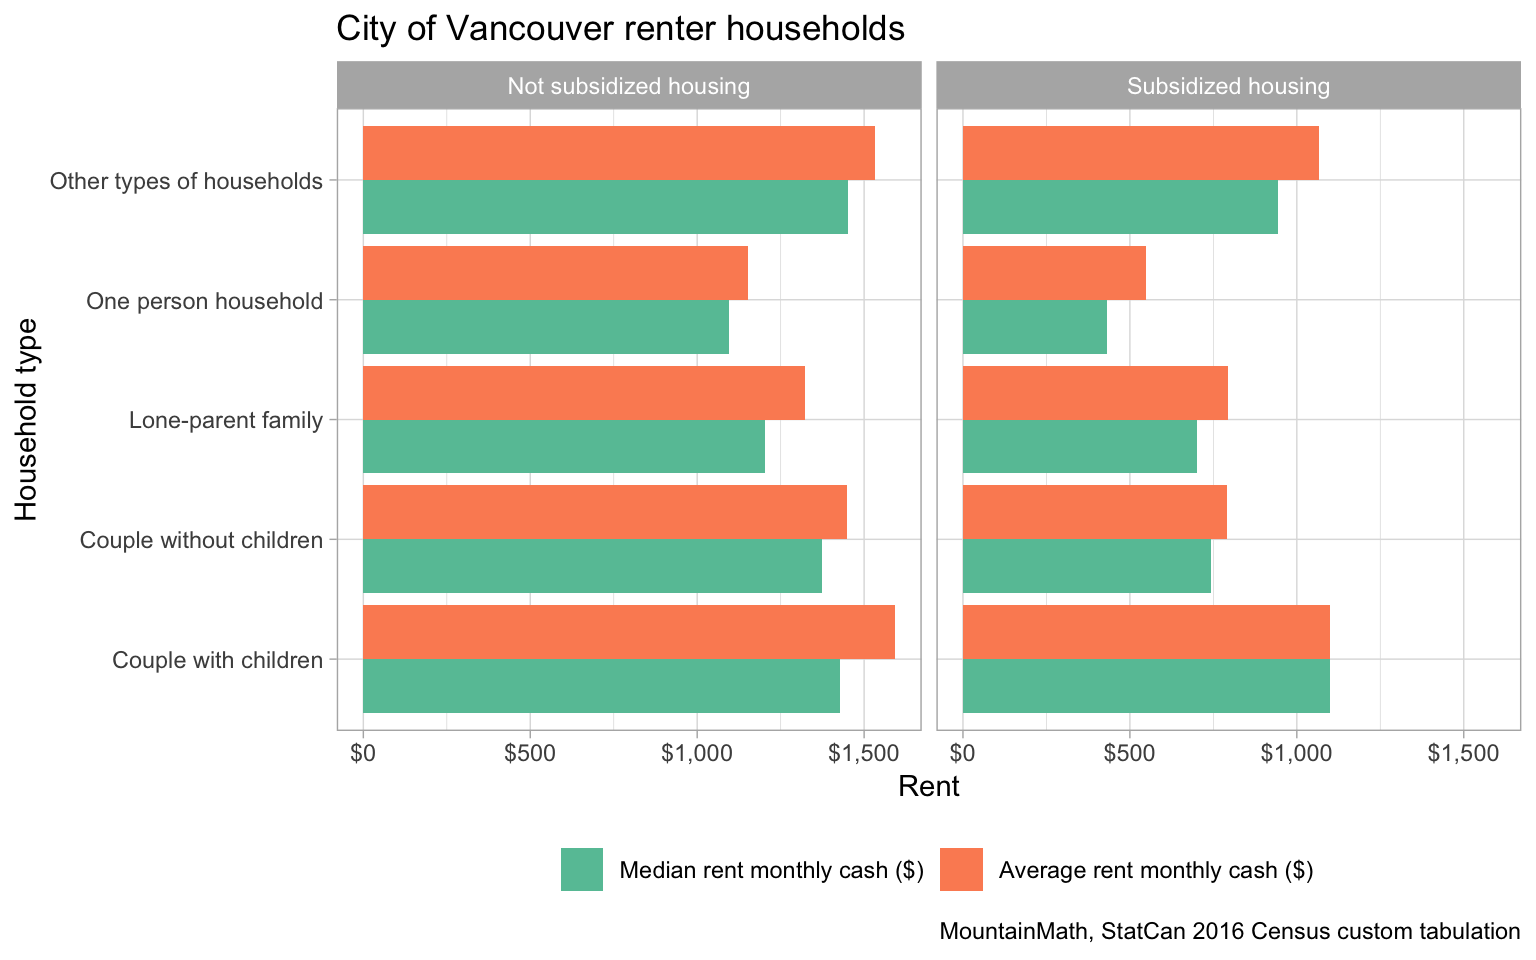 City of Vancouver renter households
Not subsidized housing
Subsidized housing
Household type
Other types of households
One person household
Lone-parent family
Couple without children
Couple with children
$0 $500 $1,000 $1,500
$0 $500 $1,000 $1,500
Rent
Median rent monthly cash ($)
Average rent monthly cash ($)
MountainMath, StatCan 2016 Census custom tabulation